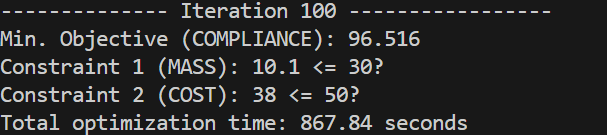 -------------- Iteration 100 -----------------
Min. Objective (COMPLIANCE): 96.516
Constraint 1 (MASS): 10.1 <= 30?
Constraint 2 (COST): 38 <= 50?
Total optimization time: 867.84 seconds